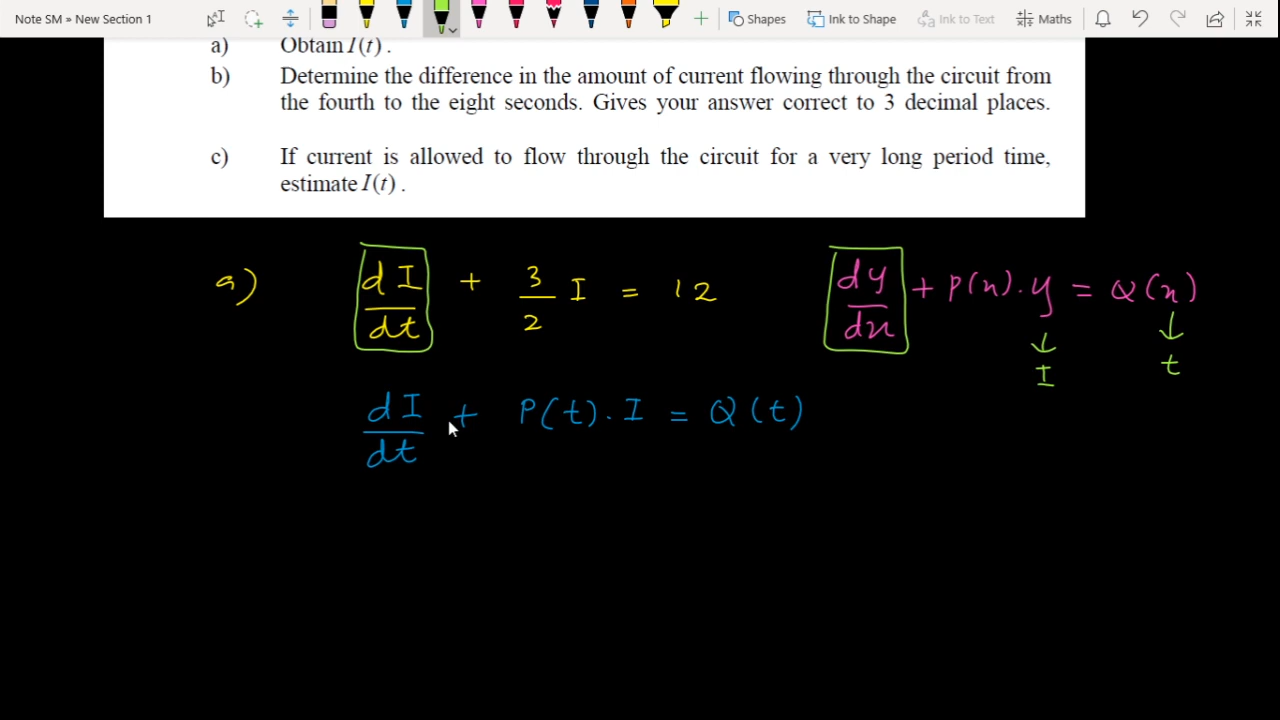 Note SM » New Section 1 Shapes Ink to Shape Ink to Text Maths
a) Obtain I(t).
b) Determine the difference in the amount of current flowing through the circuit from
the fourth to the eight seconds. Gives your answer correct to 3 decimal places.
c) If current is allowed to flow through the circuit for a very long period time,
estimate I(t).
a) dI/dt + 3/2 I = 12
dy/dx + P(x).y = Q(x)
↓ ↓
I t
dI/dt + P(t).I = Q(t)